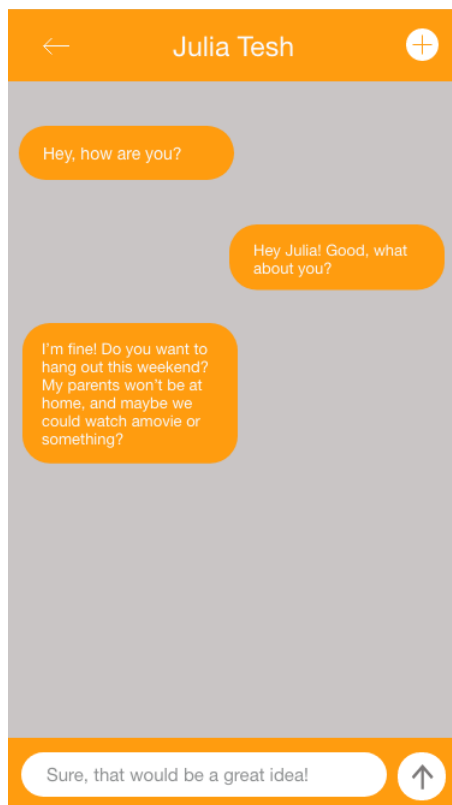 Julia Tesh
Hey, how are you?
Hey Julia! Good, what
about you?
I'm fine! Do you want to
hang out this weekend?
My parents won't be at
home, and maybe we
could watch amovie or
something?
Sure, that would be a great idea!